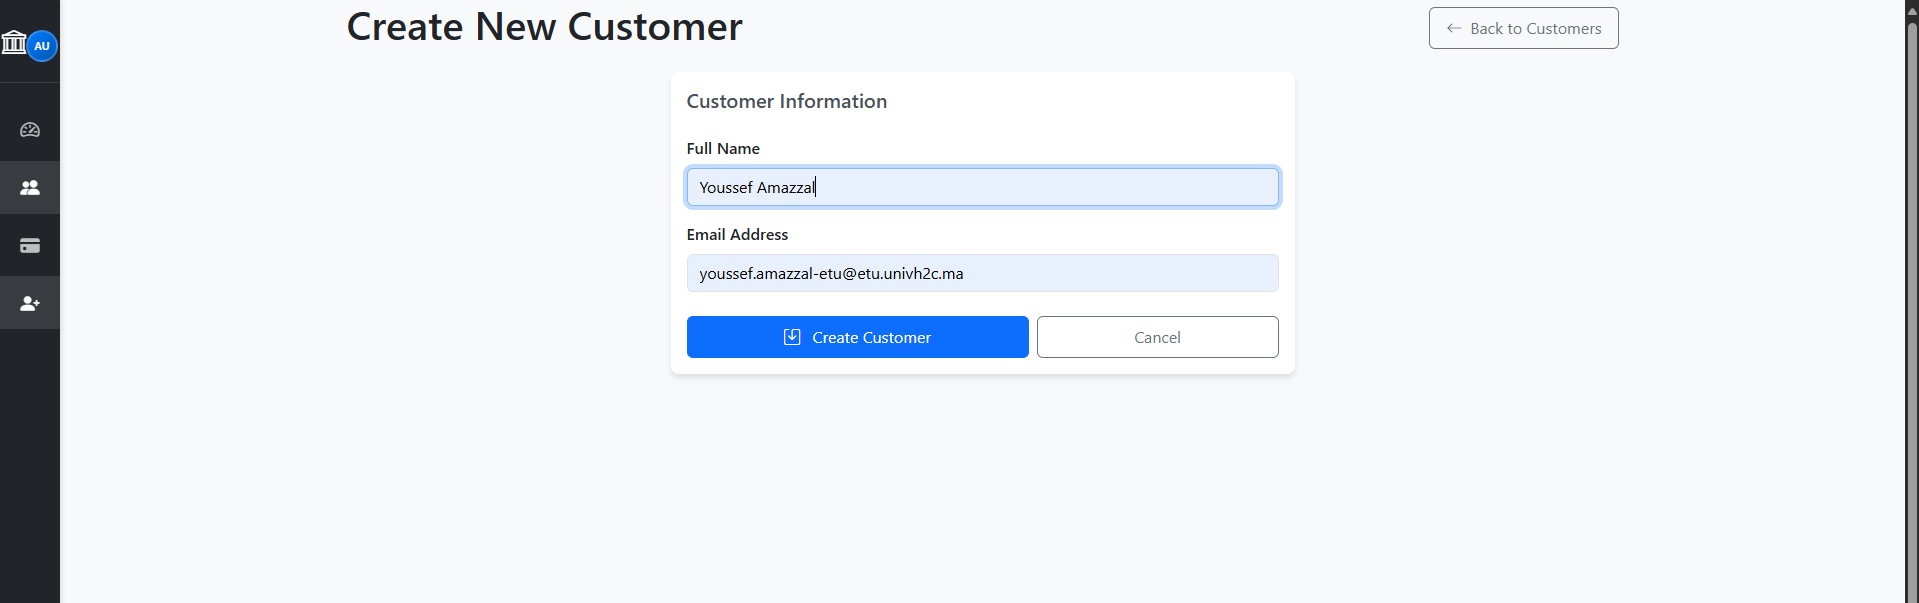 Create New Customer
← Back to Customers
AU
Customer Information
Full Name
Youssef Amazzal
Email Address
youssef.amazzal-etu@etu.univh2c.ma
Create Customer
Cancel